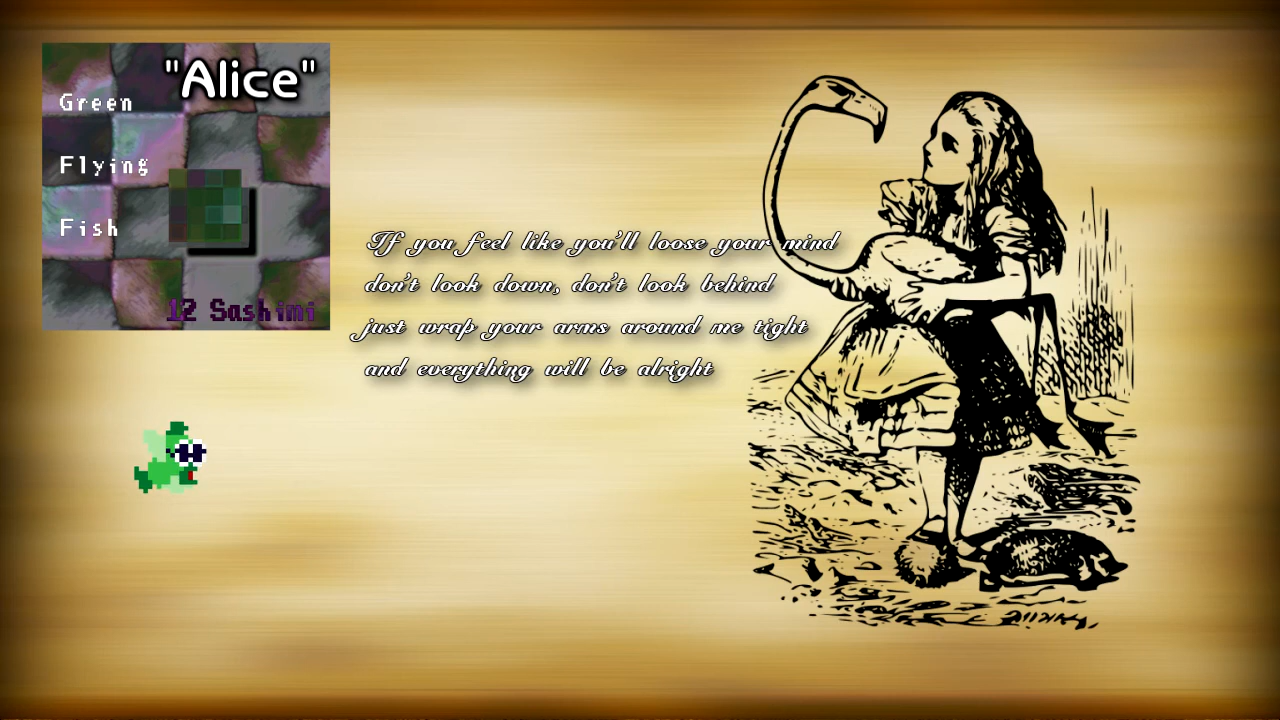 "Alice"
Green
Flying
Fish
12 Sashimi
If you feel like you'll loose your mind
don't look down, don't look behind
just wrap your arms around me tight
and everything will be alright